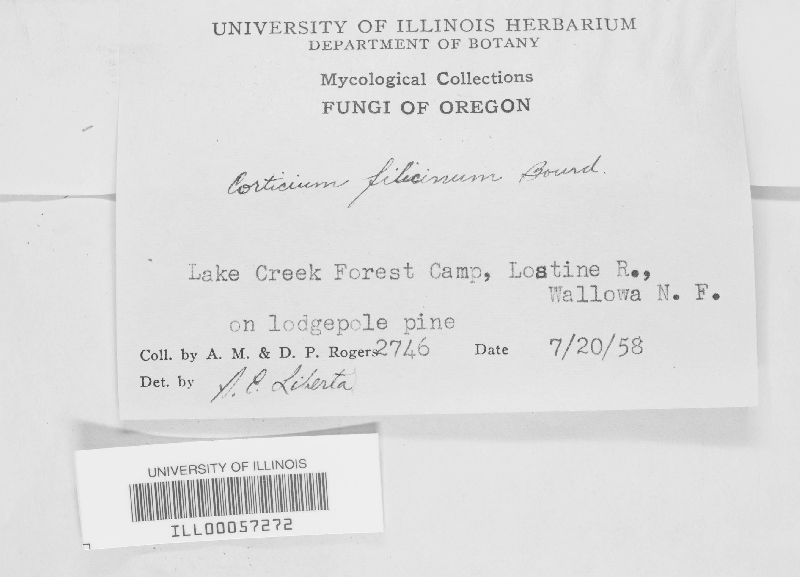 UNIVERSITY OF ILLINOIS HERBARIUM
DEPARTMENT OF BOTANY
Mycological Collections
FUNGI OF OREGON
Corticium filicinum Bourd.
Lake Creek Forest Camp, Lostine R.,
Wallowa N. F.
on lodgepole pine
Coll. by A. M. & D. P. Rogers 2746 Date 7/20/58
Det. by A. E. Liberta
UNIVERSITY OF ILLINOIS
ILL00057272